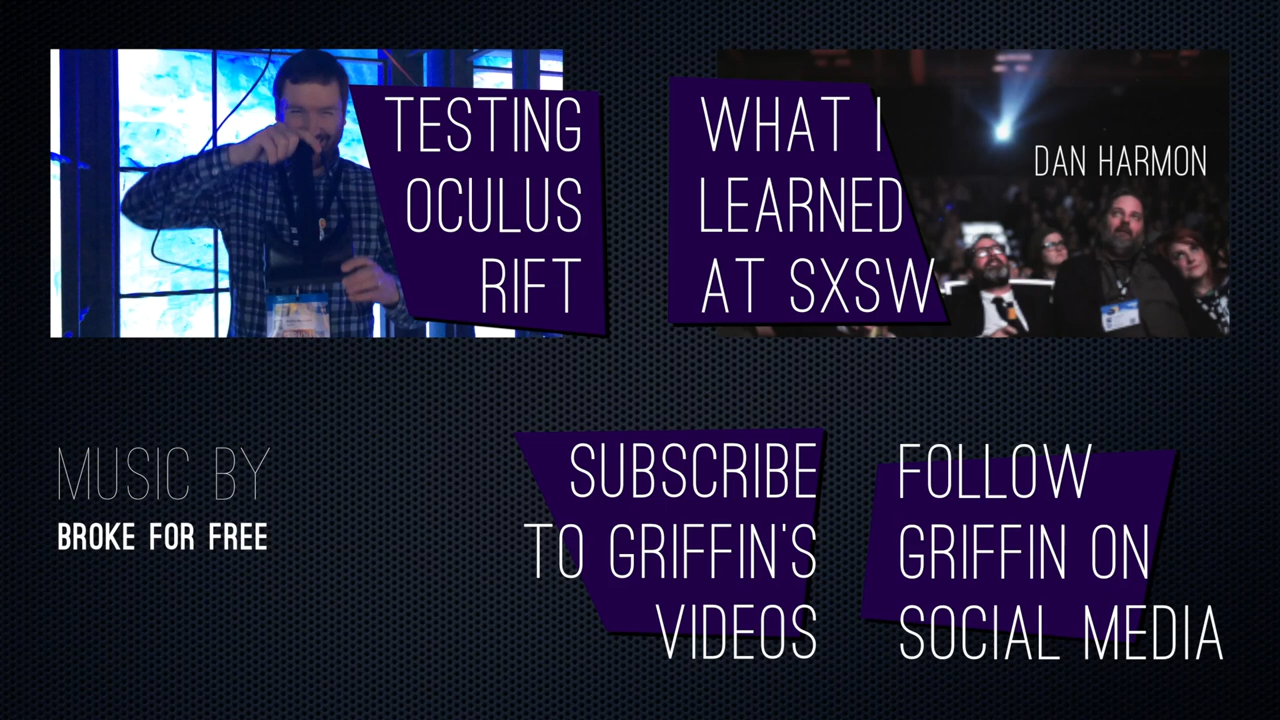 TESTING
OCULUS
RIFT
WHAT I
LEARNED
AT SXSW
DAN HARMON
MUSIC BY
BROKE FOR FREE
SUBSCRIBE
TO GRIFFIN'S
VIDEOS
FOLLOW
GRIFFIN ON
SOCIAL MEDIA